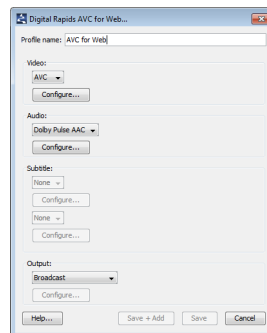 Digital Rapids AVC for Web...
Profile name: AVC for Web
Video:
AVC
Configure...
Audio:
Dolby Pulse AAC
Configure...
Subtitle:
None
Configure...
None
Configure...
Output:
Broadcast
Configure...
Help... Save + Add Save Cancel